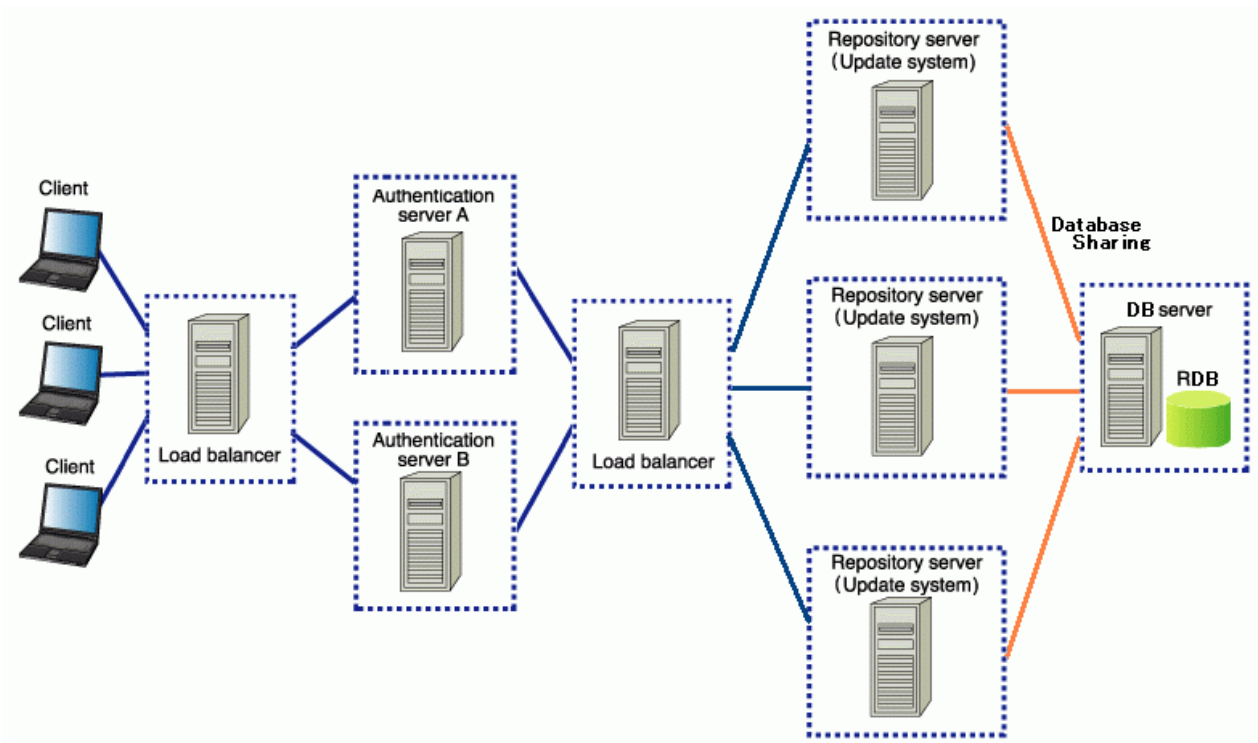 Client
Client
Client
Load balancer
Authentication
server A
Authentication
server B
Load balancer
Repository server
(Update system)
Repository server
(Update system)
Repository server
(Update system)
Database
Sharing
DB server
RDB